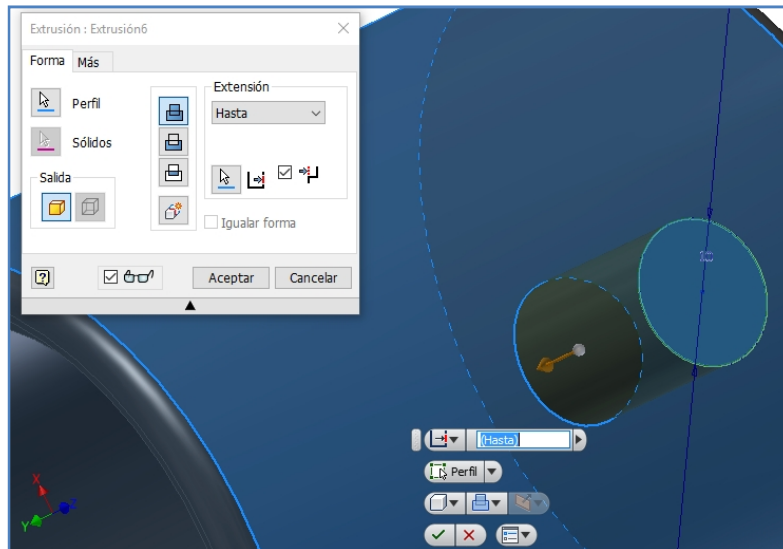 Extrusión : Extrusión6
Forma
Más
Perfil
Sólidos
Salida
Extensión
Hasta
Igualar forma
Aceptar
Cancelar
(Hasta)
Perfil
X
Z
Y